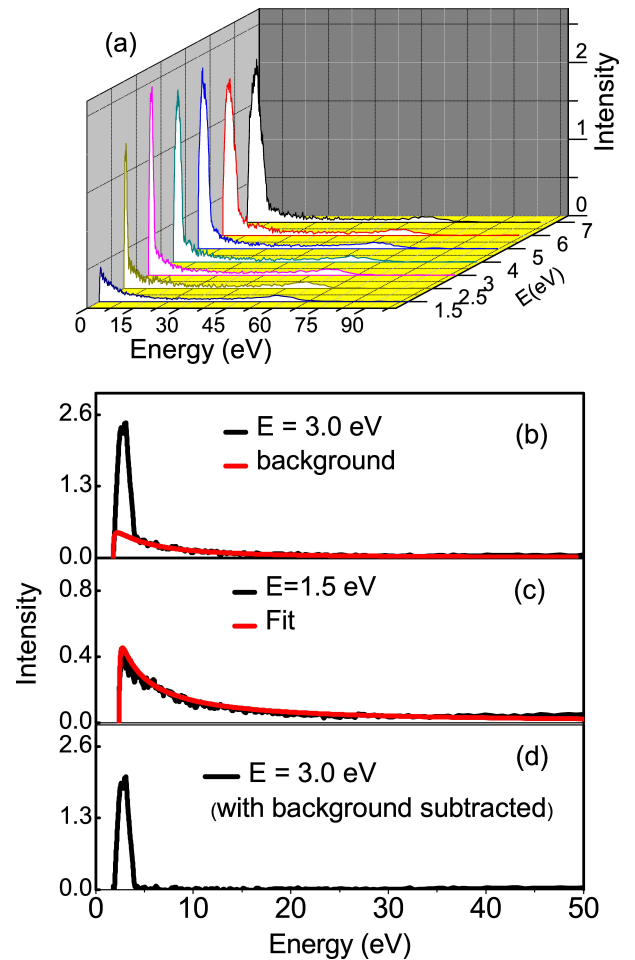 (a)
2
1
0
Intensity
7
6
5
4
3
2.5
1.5
E(eV)
0 15 30 45 60 75 90
Energy (eV)
2.6
1.3
0.0
E = 3.0 eV
background
(b)
0.8
0.4
0.0
E=1.5 eV
Fit
(c)
Intensity
2.6
1.3
0.0
E = 3.0 eV
(with background subtracted)
(d)
0 10 20 30 40 50
Energy (eV)